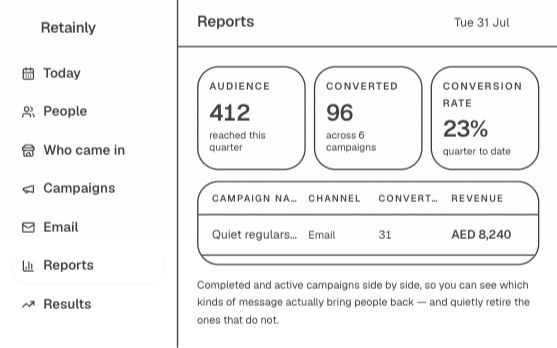 Retainly
Today
People
Who came in
Campaigns
Email
Reports
Results
Reports
Tue 31 Jul
AUDIENCE
412
reached this
quarter
CONVERTED
96
across 6
campaigns
CONVERSION
RATE
23%
quarter to date
CAMPAIGN NA... CHANNEL CONVERT... REVENUE
Quiet regulars... Email 31 AED 8,240
Completed and active campaigns side by side, so you can see which
kinds of message actually bring people back — and quietly retire the
ones that do not.